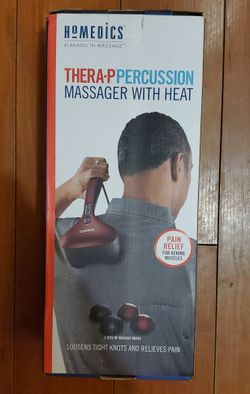 HOMEDICS
#1 BRAND IN MASSAGE
THERA·P PERCUSSION
MASSAGER WITH HEAT
HOMEDICS
PAIN
RELIEF
FOR ACHING
MUSCLES
2 SETS OF MASSAGE NODES
LOOSENS TIGHT KNOTS AND RELIEVES PAIN